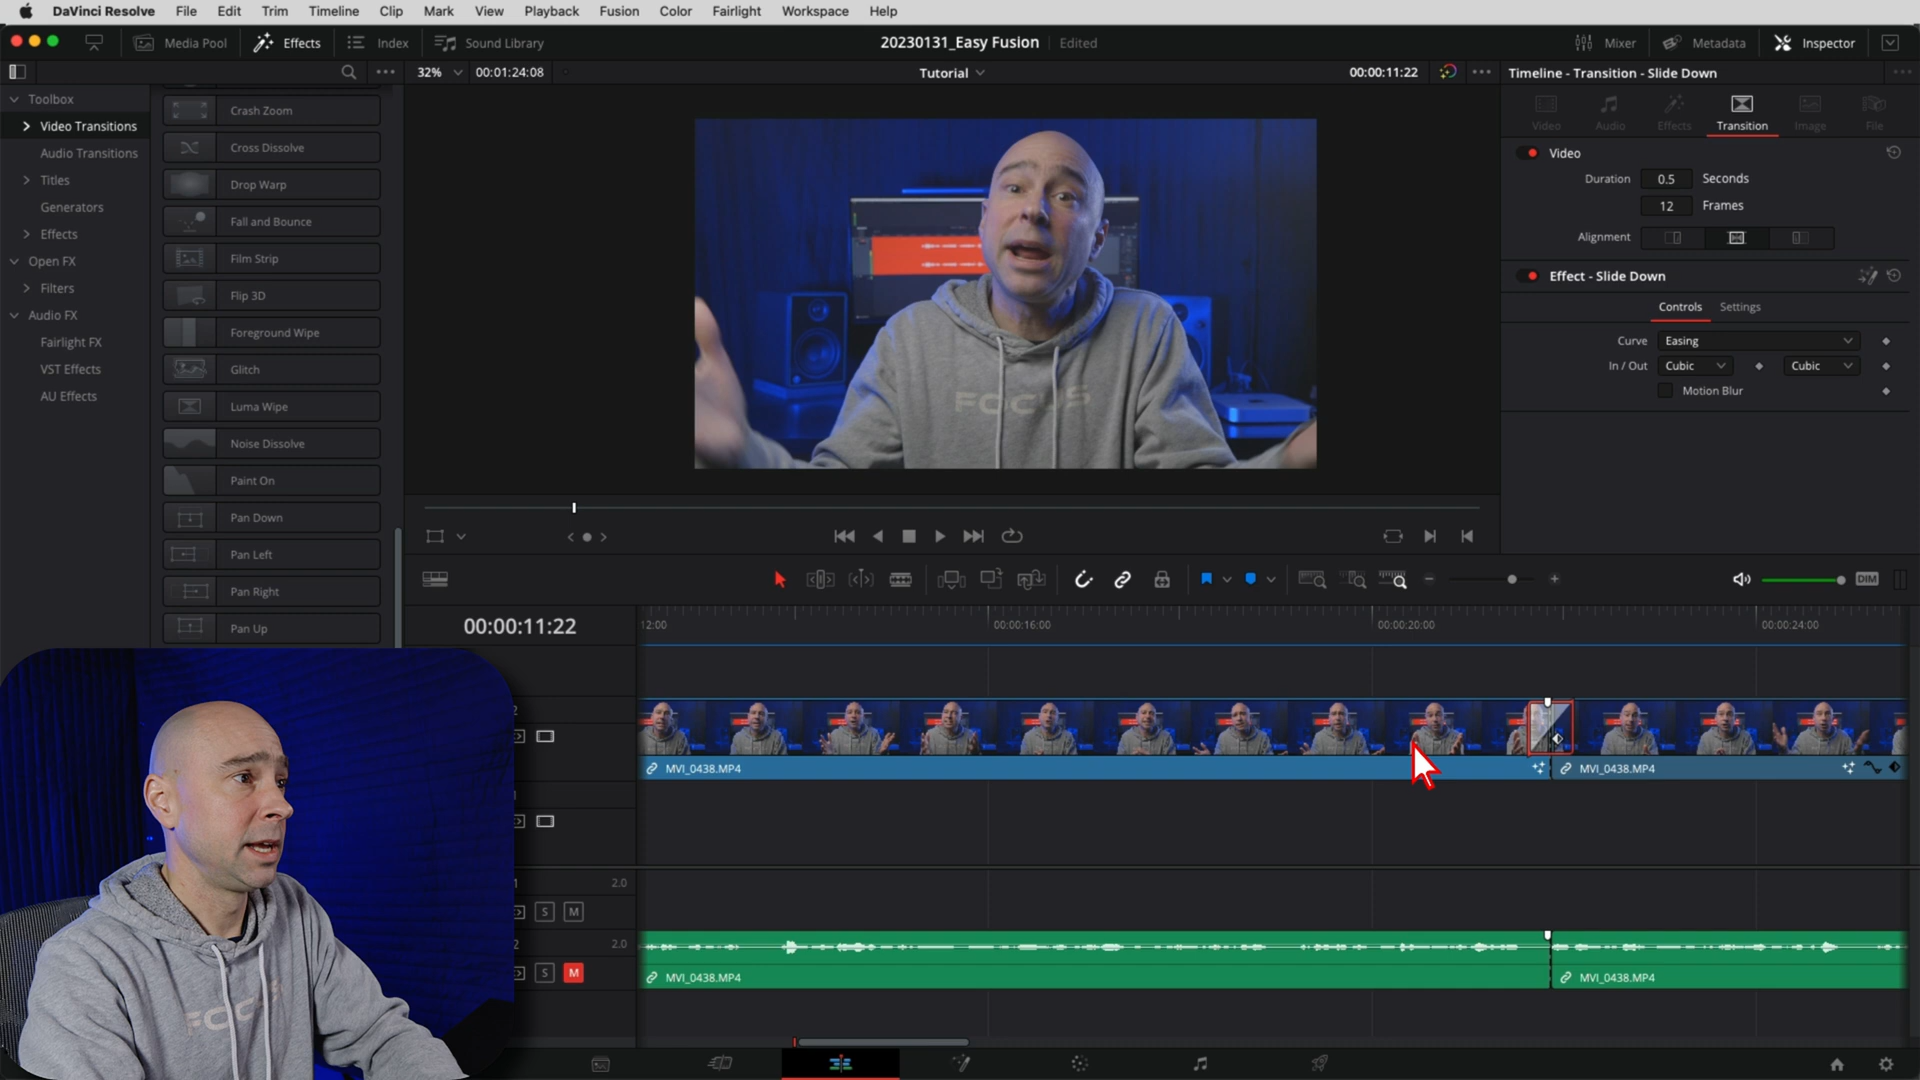 DaVinci Resolve File Edit Trim Timeline Clip Mark View Playback Fusion Color Fairlight Workspace Help
Media Pool Effects Index Sound Library 20230131_Easy Fusion Edited Mixer Metadata Inspector
32% 00:01:24:08 Tutorial 00:00:11:22 Timeline - Transition - Slide Down
Toolbox
Video Transitions
Audio Transitions
Titles
Generators
Effects
Open FX
Filters
Audio FX
Fairlight FX
VST Effects
AU Effects
Crash Zoom
Cross Dissolve
Drop Warp
Fall and Bounce
Film Strip
Flip 3D
Foreground Wipe
Glitch
Luma Wipe
Noise Dissolve
Paint On
Pan Down
Pan Left
Pan Right
Pan Up
FOCUS
Video Audio Effects Transition Image File
Video
Duration 0.5 Seconds
12 Frames
Alignment
Effect - Slide Down
Controls Settings
Curve Easing
In / Out Cubic Cubic
Motion Blur
DIM
00:00:11:22
12:00 00:00:16:00 00:00:20:00 00:00:24:00
2
MVI_0438.MP4 MVI_0438.MP4
1
1 2.0
S M
2 2.0
S M
MVI_0438.MP4 MVI_0438.MP4
FOCUS